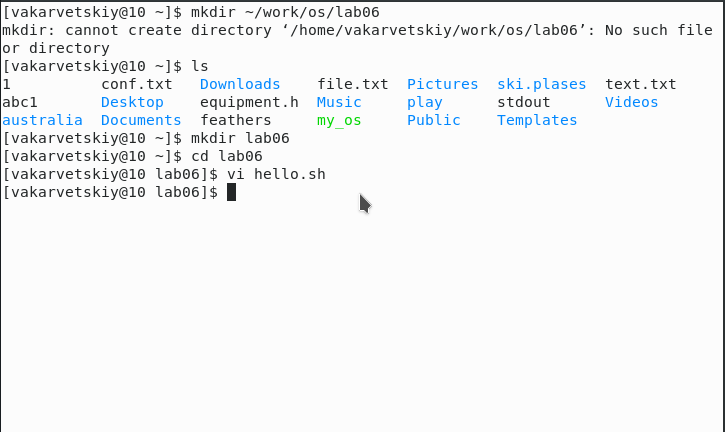 [vakarvetskiy@10 ~]$ mkdir ~/work/os/lab06
mkdir: cannot create directory ‘/home/vakarvetskiy/work/os/lab06’: No such file
or directory
[vakarvetskiy@10 ~]$ ls
1          conf.txt   Downloads    file.txt  Pictures  ski.plases  text.txt
abc1       Desktop    equipment.h  Music     play      stdout      Videos
australia  Documents  feathers     my_os     Public    Templates
[vakarvetskiy@10 ~]$ mkdir lab06
[vakarvetskiy@10 ~]$ cd lab06
[vakarvetskiy@10 lab06]$ vi hello.sh
[vakarvetskiy@10 lab06]$